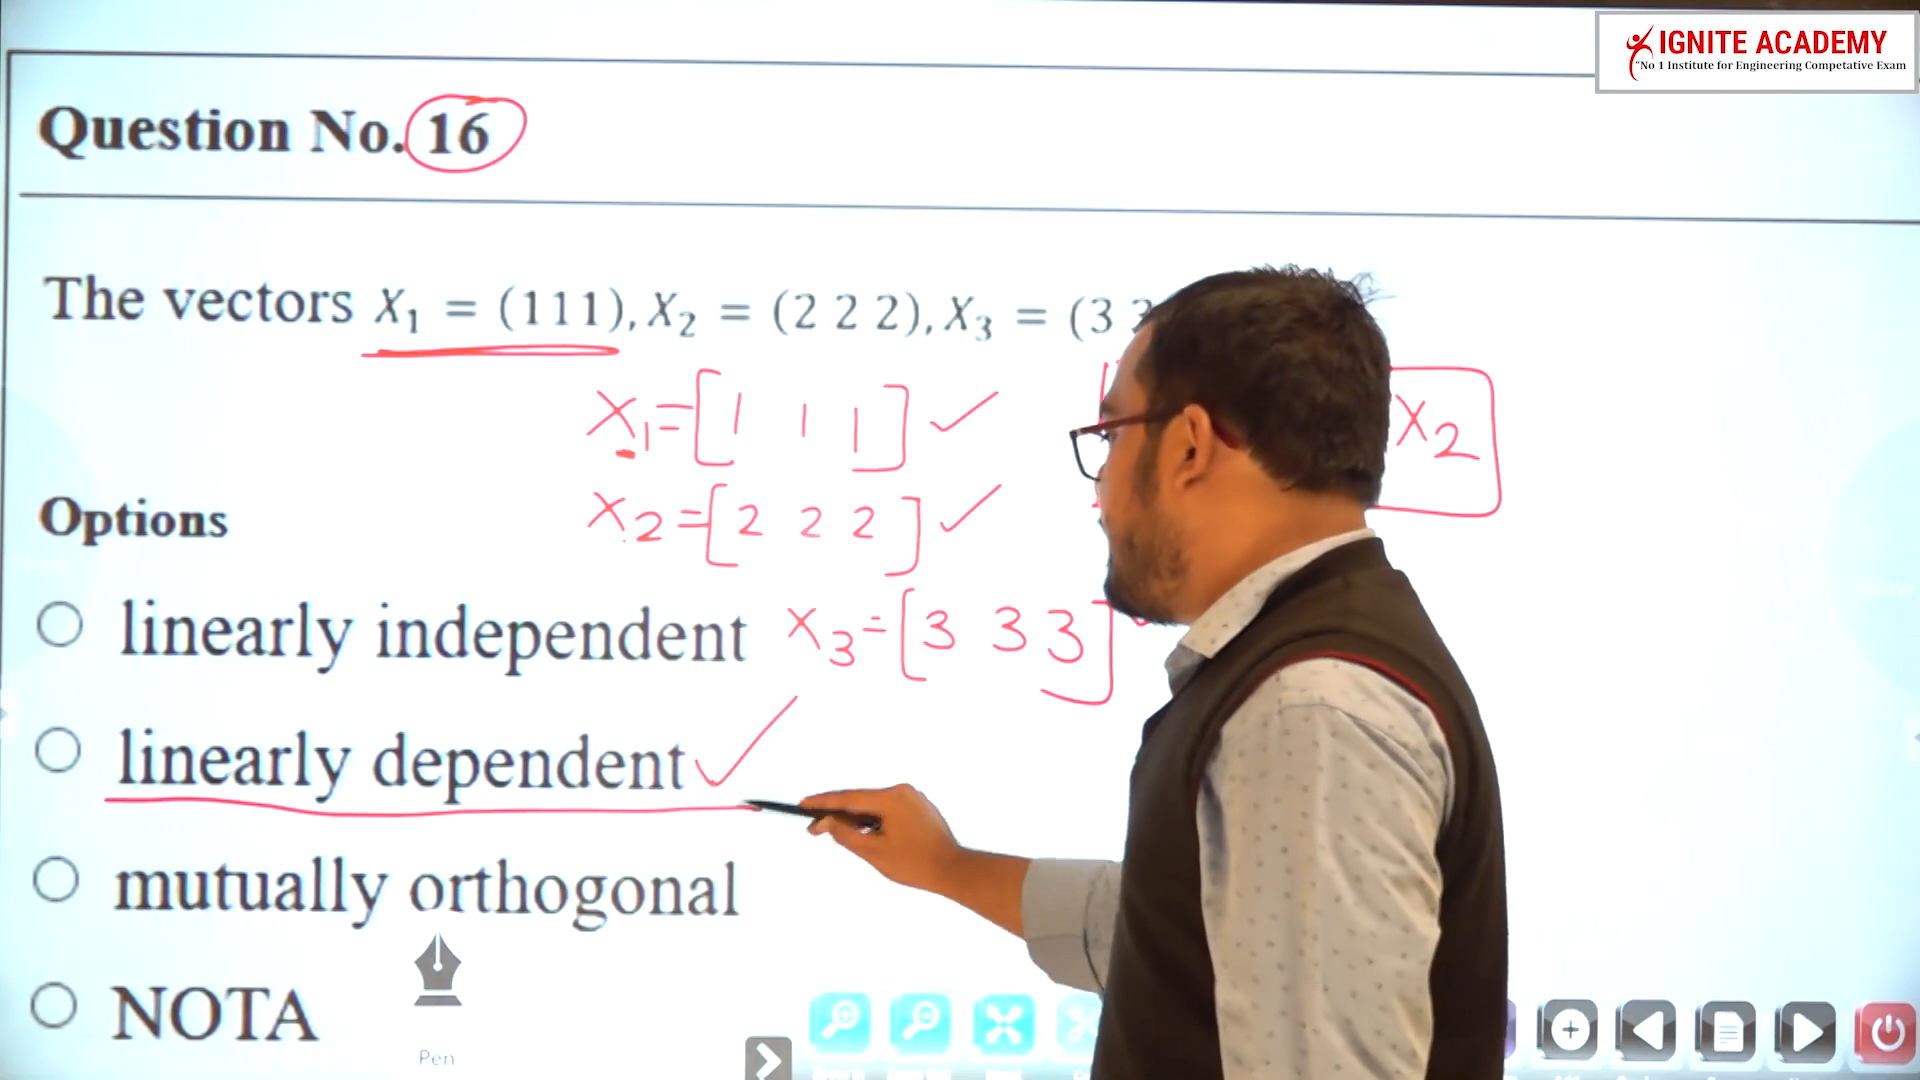 IGNITE ACADEMY
"No 1 Institute for Engineering Competative Exam
Question No. 16
The vectors X1 = (111), X2 = (2 2 2), X3 = (3 3
X1 = [1 1 1] ✓
X2
X2 = [2 2 2] ✓
Options
linearly independent
X3 = [3 3 3]
linearly dependent ✓
mutually orthogonal
NOTA
Pen